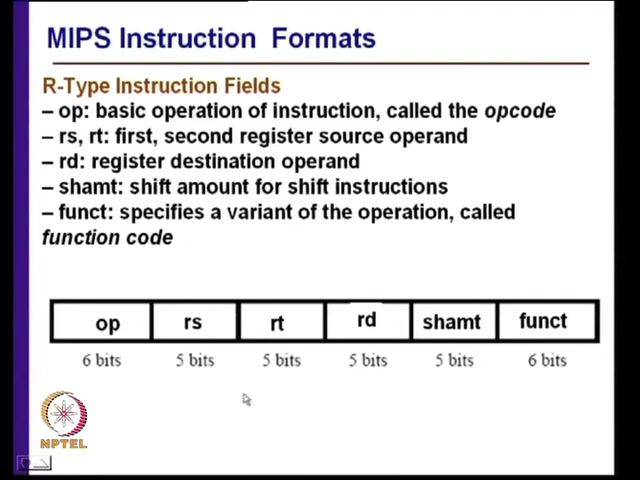 MIPS Instruction Formats
R-Type Instruction Fields
– op: basic operation of instruction, called the opcode
– rs, rt: first, second register source operand
– rd: register destination operand
– shamt: shift amount for shift instructions
– funct: specifies a variant of the operation, called
function code
op rs rt rd shamt funct
6 bits 5 bits 5 bits 5 bits 5 bits 6 bits
NPTEL